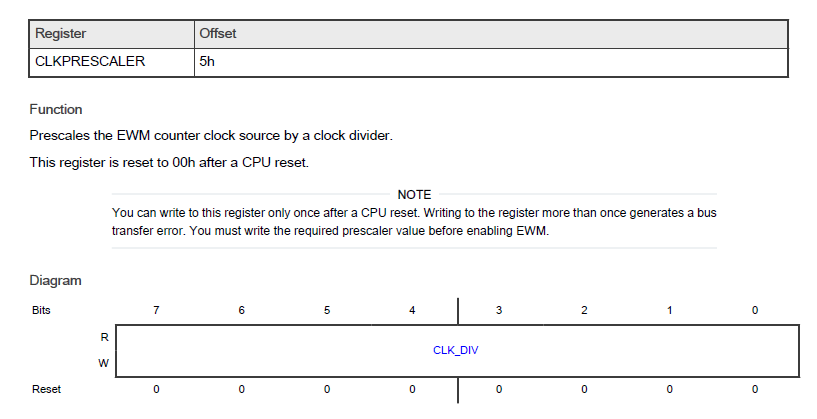 Register Offset
CLKPRESCALER 5h
Function
Prescales the EWM counter clock source by a clock divider.
This register is reset to 00h after a CPU reset.
NOTE
You can write to this register only once after a CPU reset. Writing to the register more than once generates a bus
transfer error. You must write the required prescaler value before enabling EWM.
Diagram
Bits 7 6 5 4 3 2 1 0
R
CLK_DIV
W
Reset 0 0 0 0 0 0 0 0